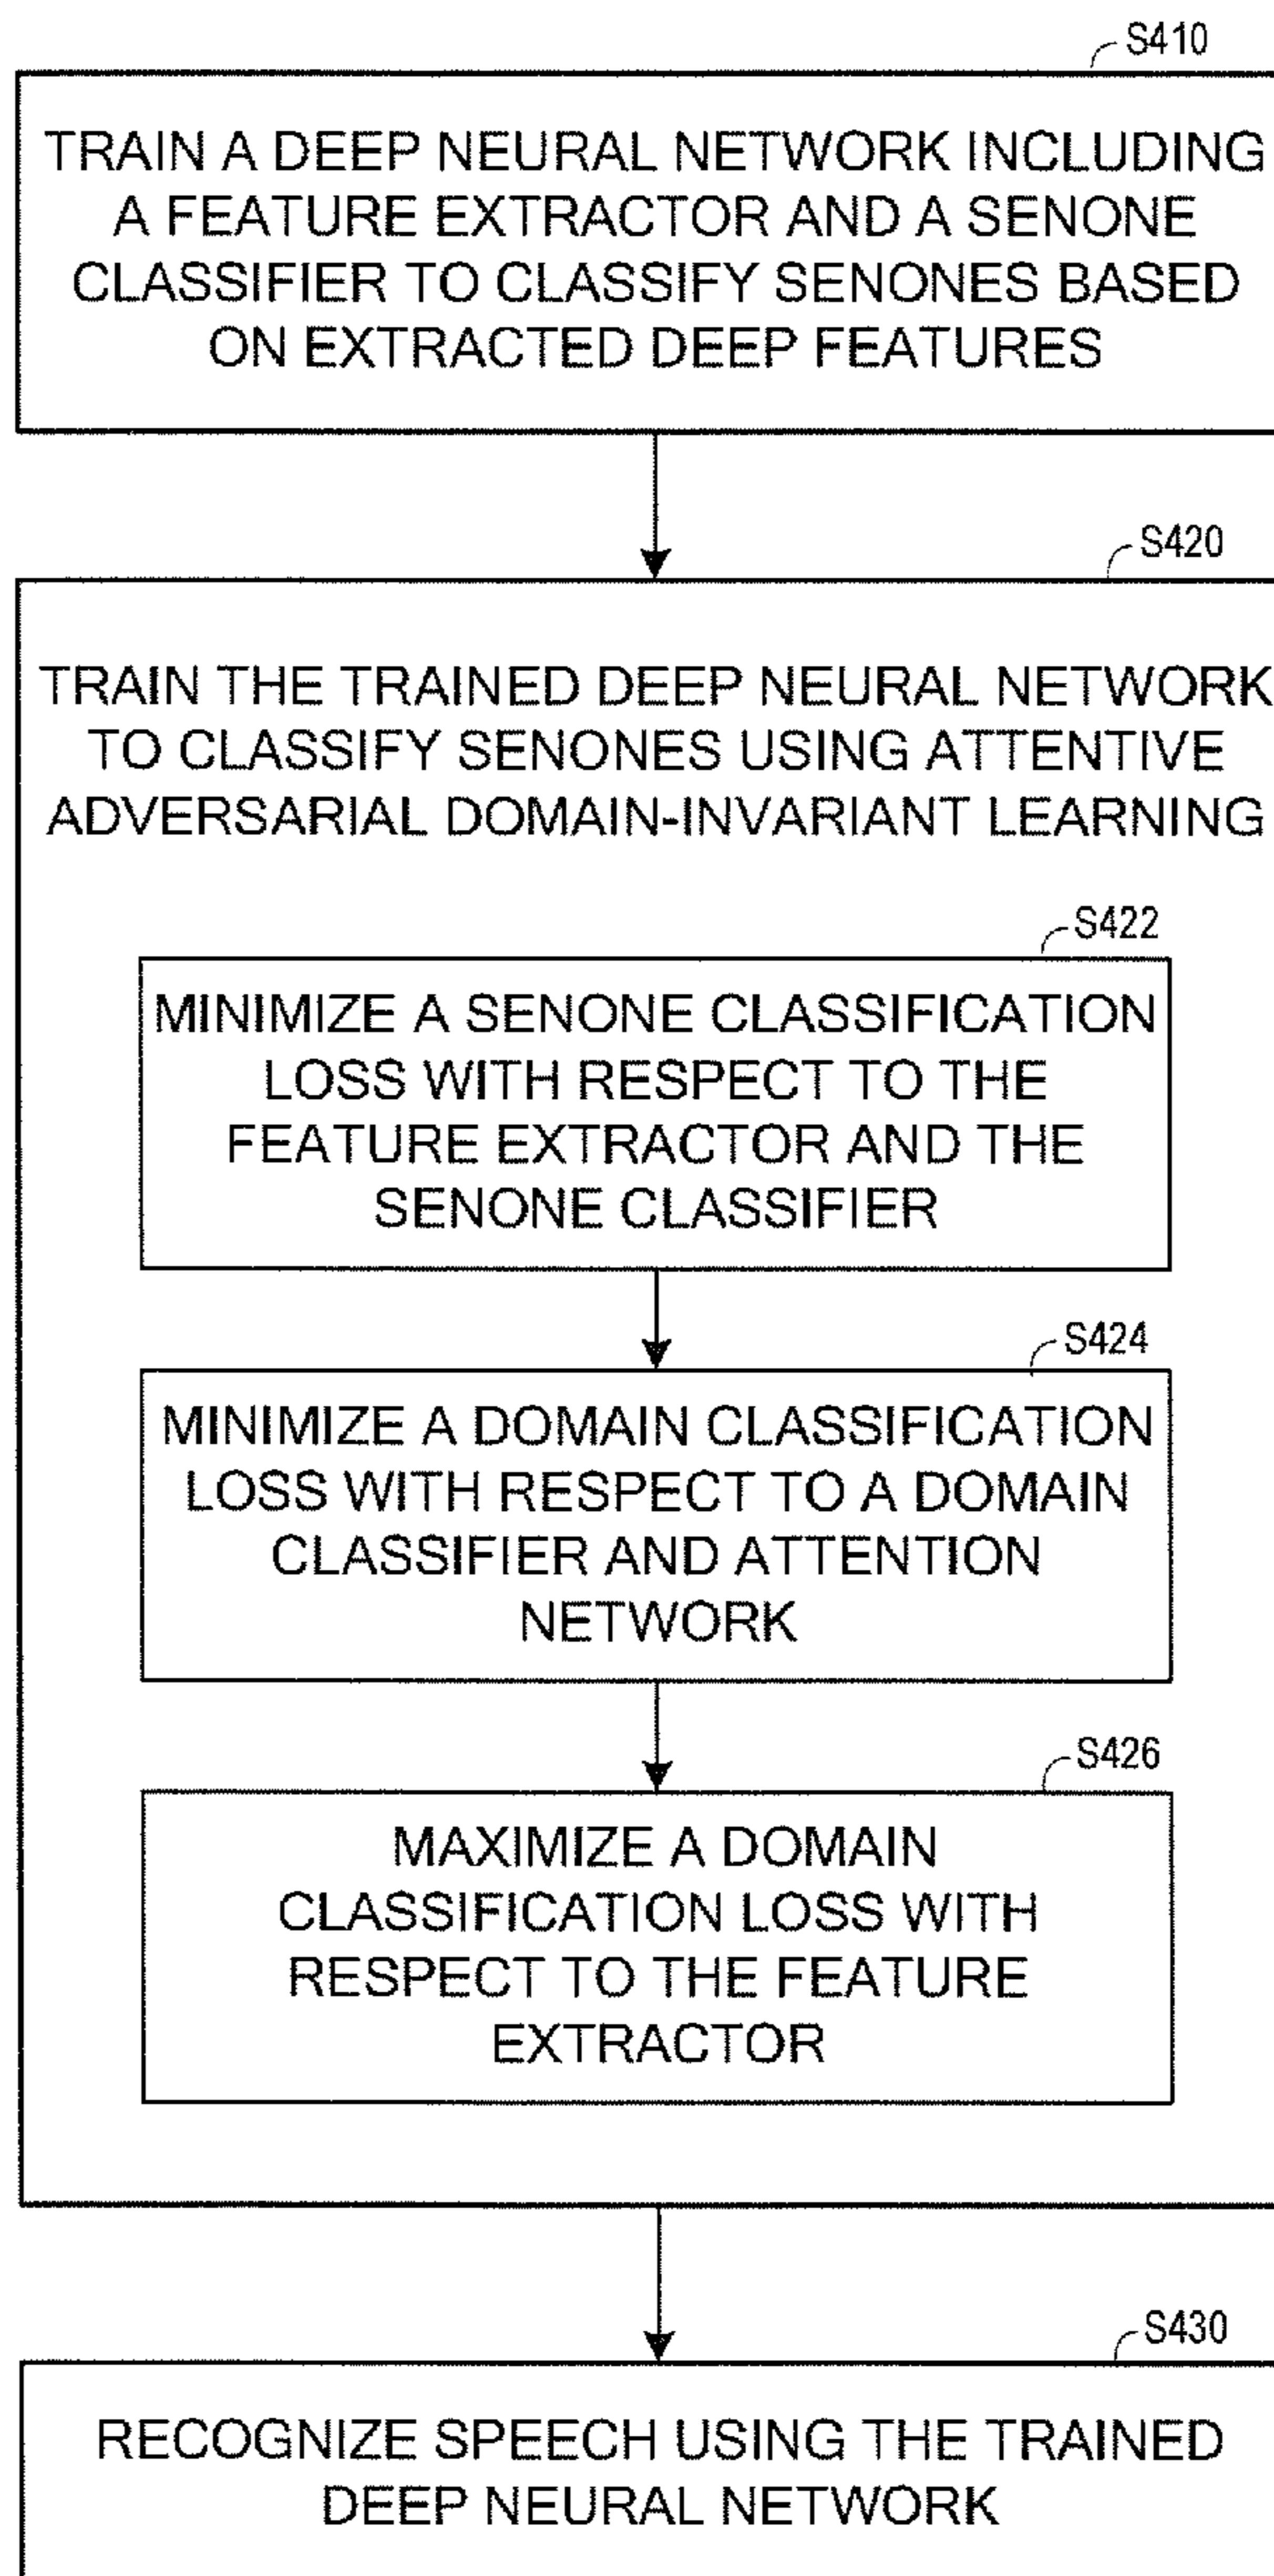 S410
TRAIN A DEEP NEURAL NETWORK INCLUDING
A FEATURE EXTRACTOR AND A SENONE
CLASSIFIER TO CLASSIFY SENONES BASED
ON EXTRACTED DEEP FEATURES
S420
TRAIN THE TRAINED DEEP NEURAL NETWORK
TO CLASSIFY SENONES USING ATTENTIVE
ADVERSARIAL DOMAIN-INVARIANT LEARNING
S422
MINIMIZE A SENONE CLASSIFICATION
LOSS WITH RESPECT TO THE
FEATURE EXTRACTOR AND THE
SENONE CLASSIFIER
S424
MINIMIZE A DOMAIN CLASSIFICATION
LOSS WITH RESPECT TO A DOMAIN
CLASSIFIER AND ATTENTION
NETWORK
S426
MAXIMIZE A DOMAIN
CLASSIFICATION LOSS WITH
RESPECT TO THE FEATURE
EXTRACTOR
S430
RECOGNIZE SPEECH USING THE TRAINED
DEEP NEURAL NETWORK